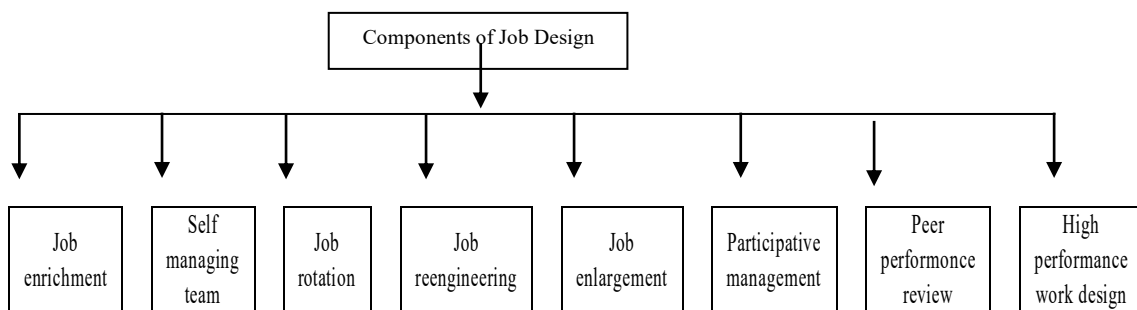 Components of Job Design
Job
enrichment
Self
managing
team
Job
rotation
Job
reengineering
Job
enlargement
Participative
management
Peer
performonce
review
High
performance
work design